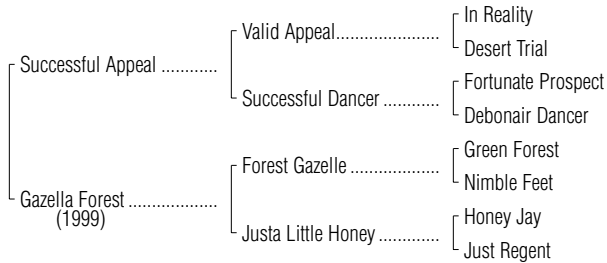 In Reality
Valid Appeal.......................
Desert Trial
Successful Appeal ............
Fortunate Prospect
Successful Dancer ............
Debonair Dancer
Green Forest
Forest Gazelle ...................
Nimble Feet
Gazella Forest ...................
(1999)
Honey Jay
Justa Little Honey .............
Just Regent